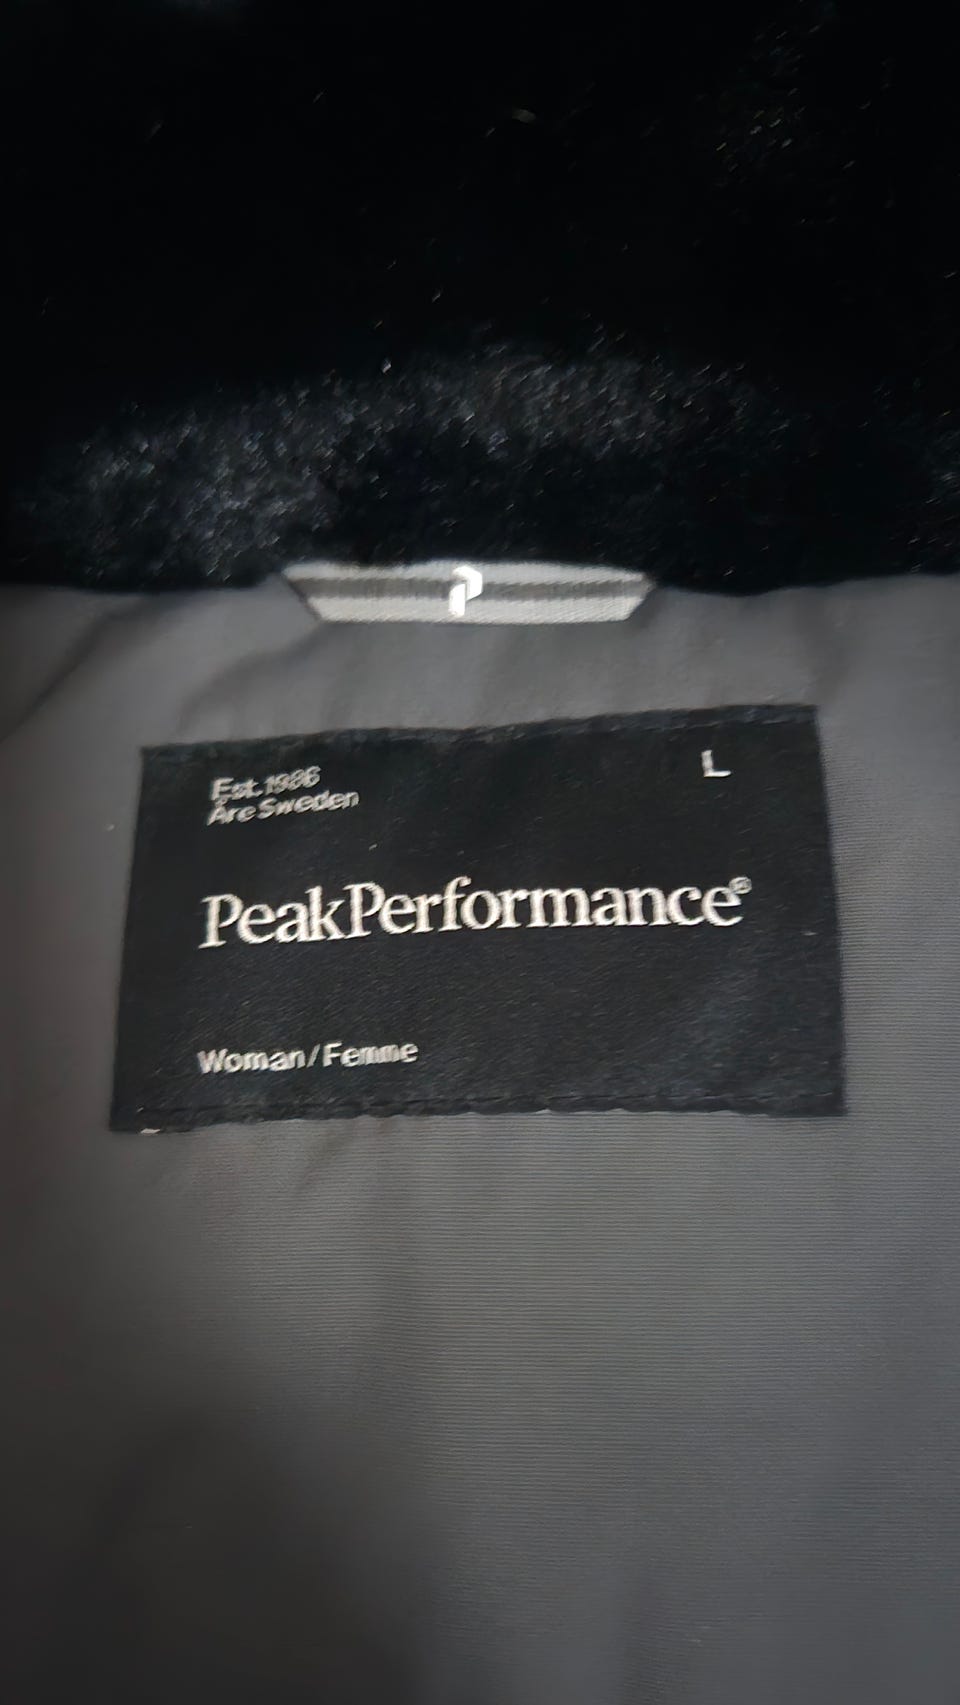 P
Est. 1986
L
Åre Sweden
PeakPerformance®
Woman/Femme